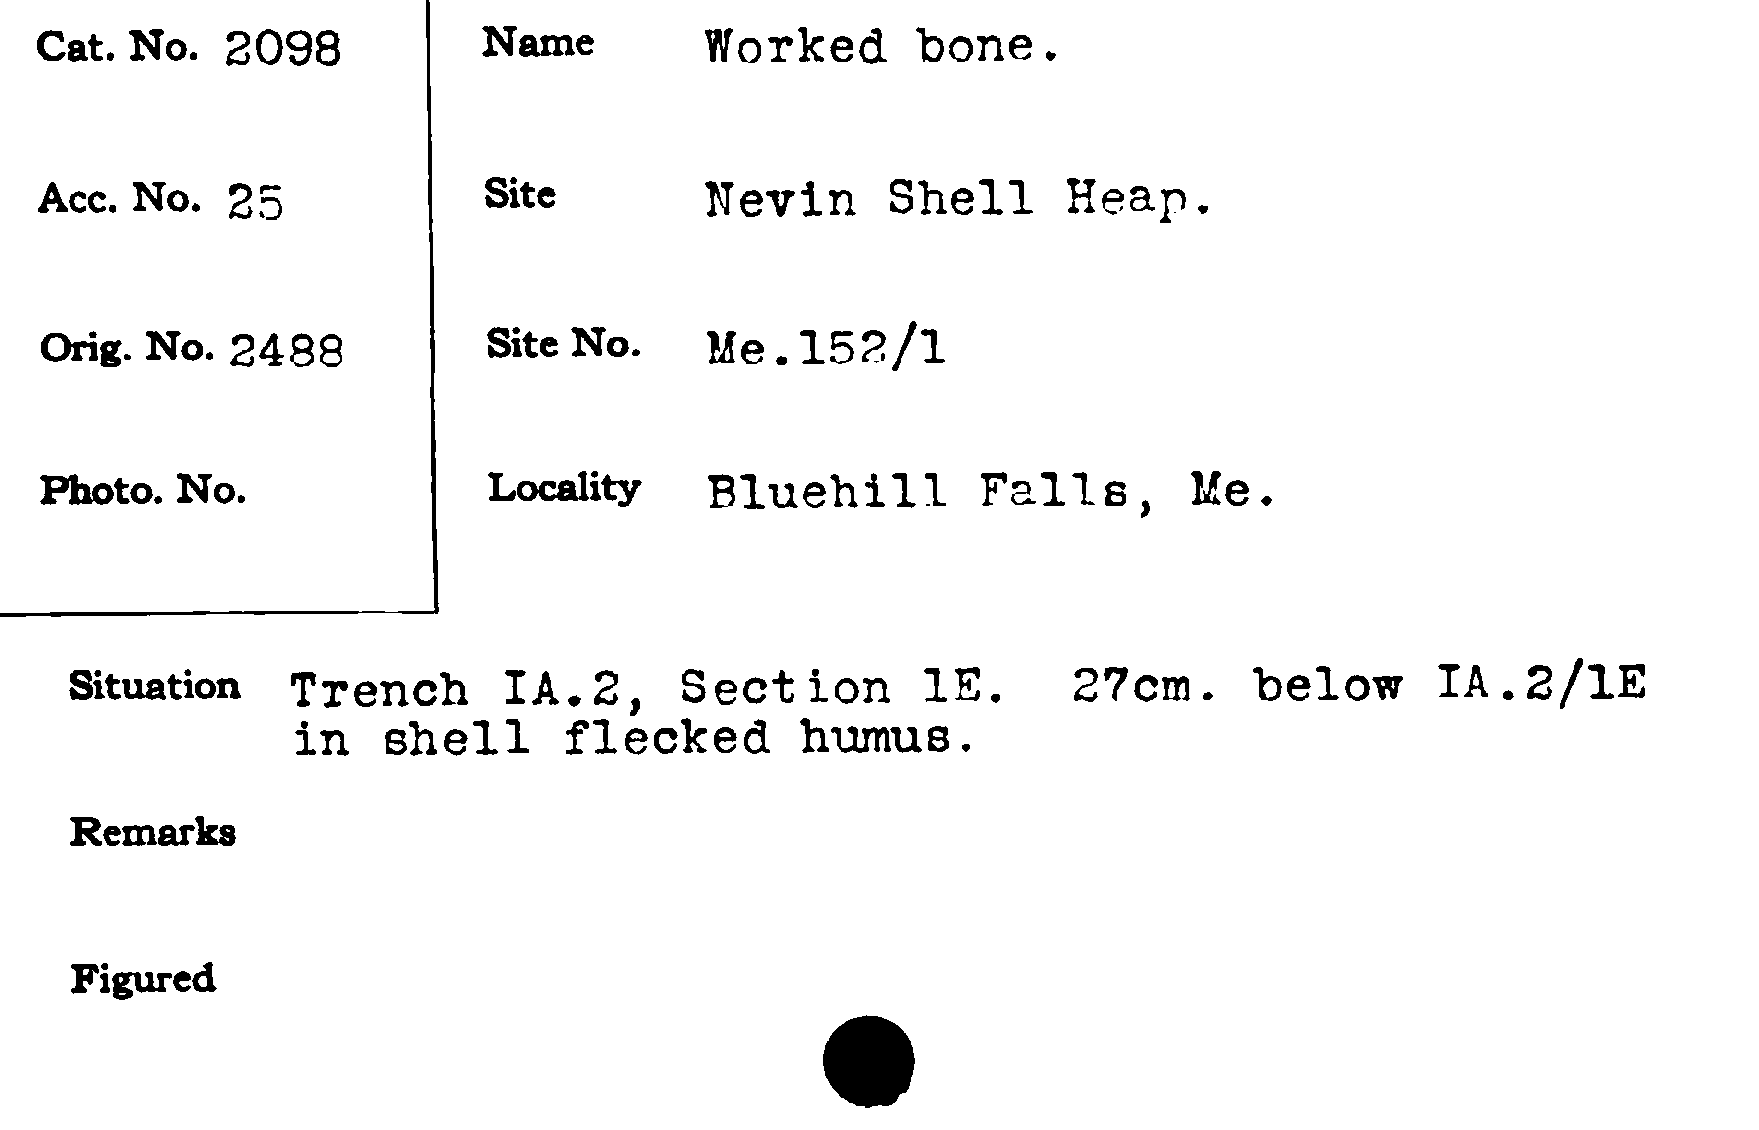 Cat. No. 2098
Name Worked bone.
Acc. No. 25
Site Nevin Shell Heap.
Orig. No. 2488
Site No. Me.152/1
Photo. No.
Locality Bluehill Falls, Me.
Situation Trench IA.2, Section 1E. 27cm. below IA.2/1E
in shell flecked humus.
Remarks
Figured